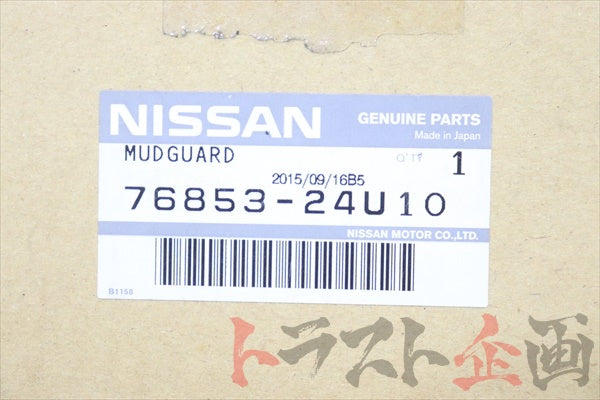 NISSAN
GENUINE PARTS
Made in Japan
MUDGUARD
Q'TY 1
2015/09/16B5
76853-24U10
NISSAN MOTOR CO.,LTD.
B1158
トラスト企画